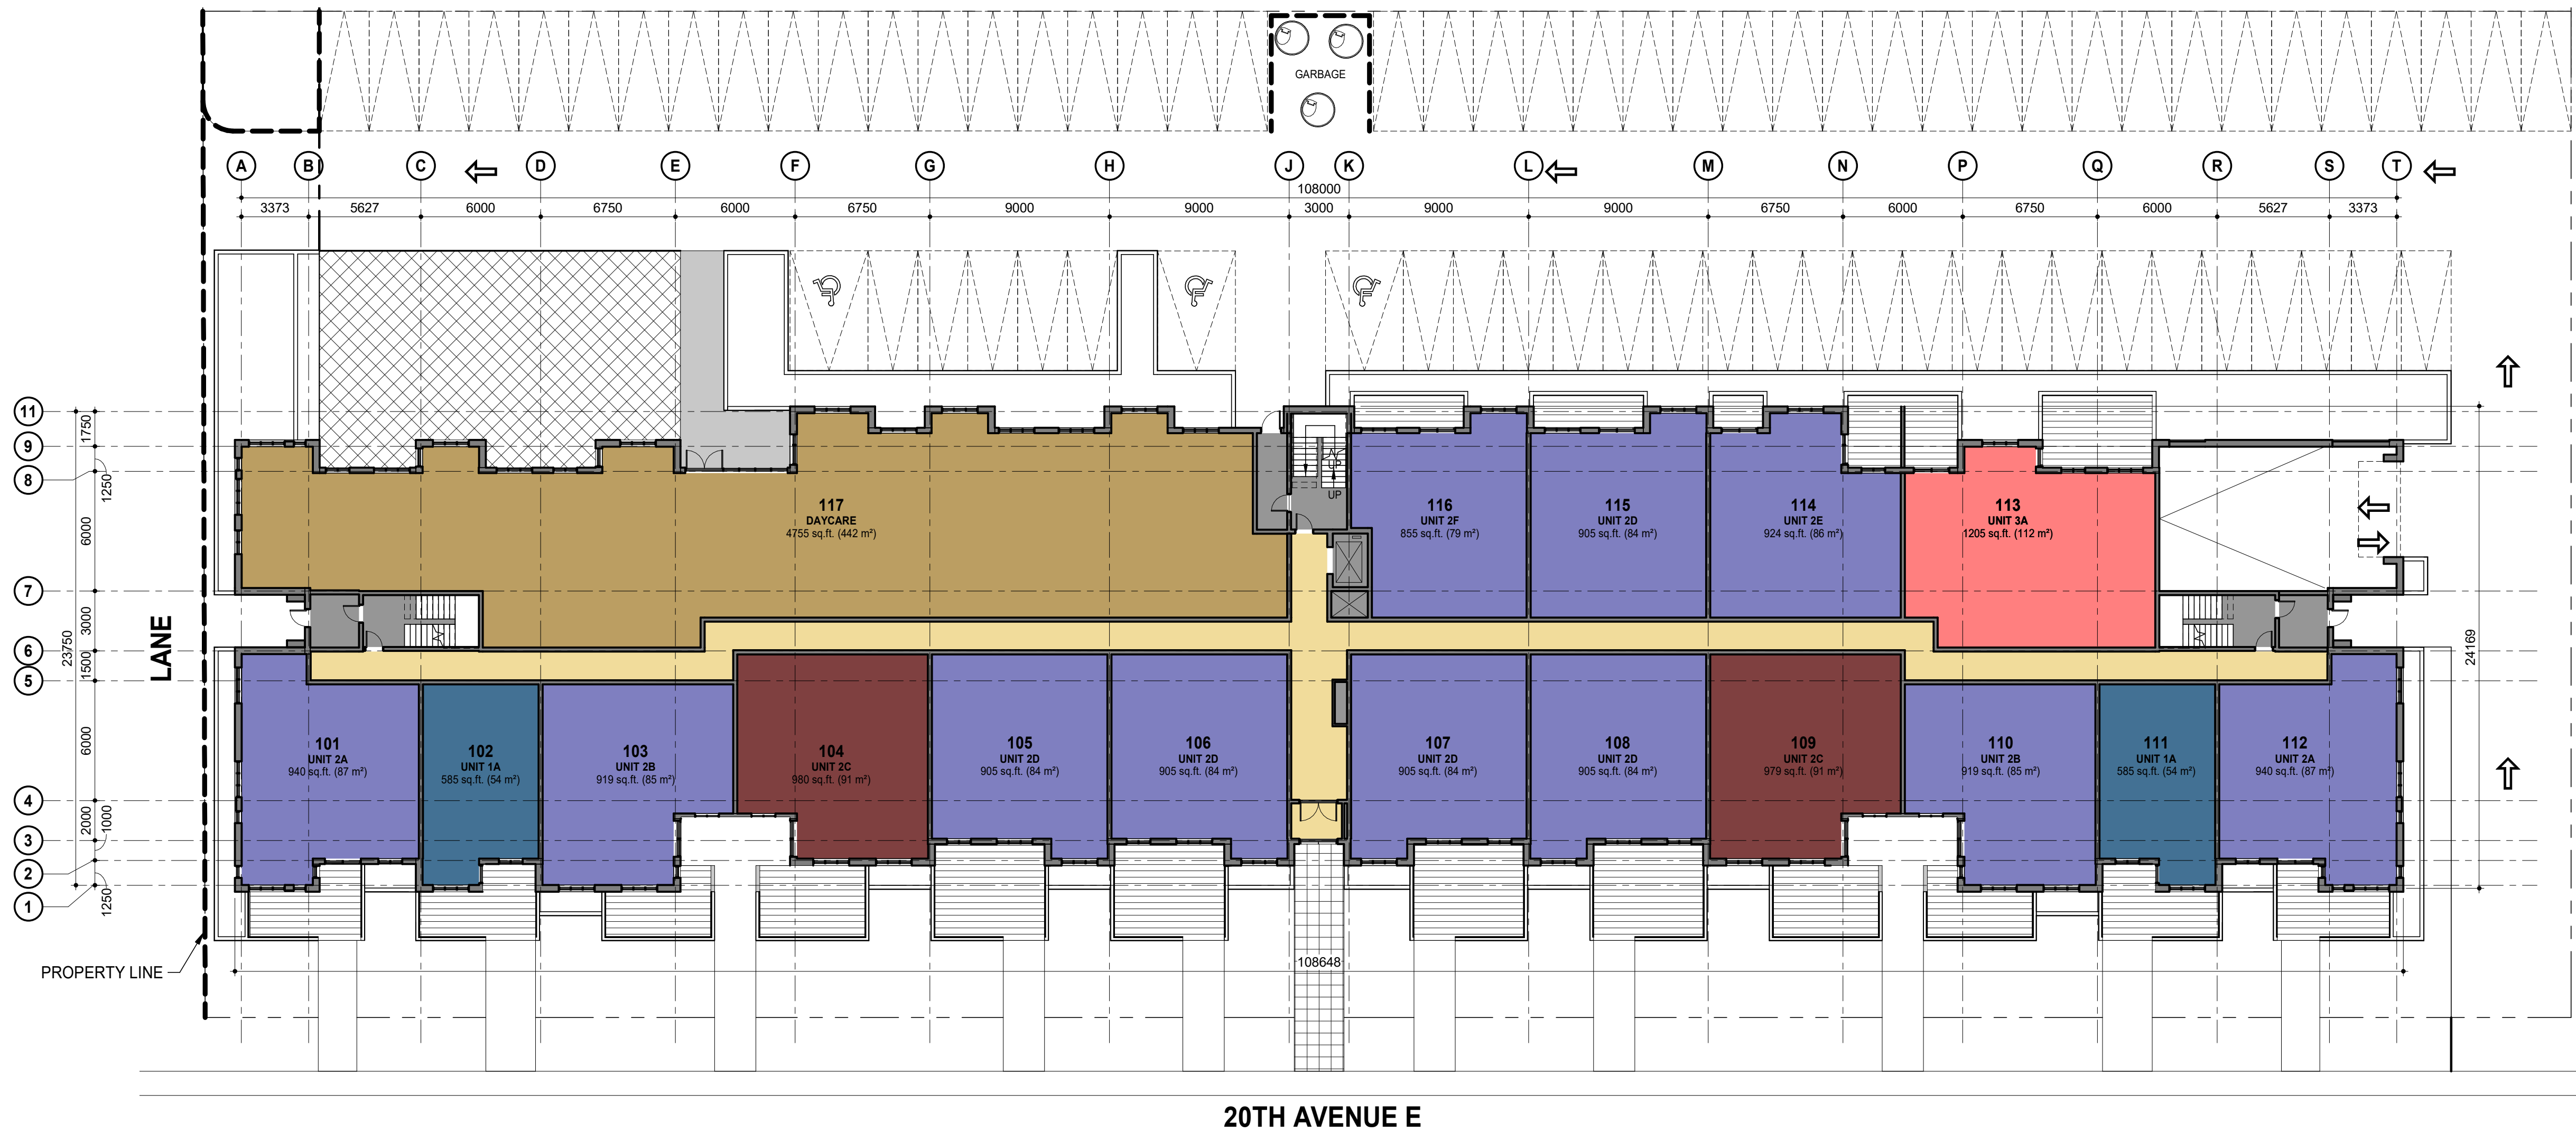 GARBAGE
A B C D E F G H J K L M N P Q R S T
108000
3373 5627 6000 6750 6000 6750 9000 9000 3000 9000 9000 6750 6000 6750 6000 5627 3373
11
9
8
7
6
5
4
3
2
1
1750
1250
6000
3000
1500
6000
2000
1000
1250
23750
24169
UP
UP
117
DAYCARE
4755 sq.ft. (442 m²)
116
UNIT 2F
855 sq.ft. (79 m²)
115
UNIT 2D
905 sq.ft. (84 m²)
114
UNIT 2E
924 sq.ft. (86 m²)
113
UNIT 3A
1205 sq.ft. (112 m²)
LANE
101
UNIT 2A
940 sq.ft. (87 m²)
102
UNIT 1A
585 sq.ft. (54 m²)
103
UNIT 2B
919 sq.ft. (85 m²)
104
UNIT 2C
980 sq.ft. (91 m²)
105
UNIT 2D
905 sq.ft. (84 m²)
106
UNIT 2D
905 sq.ft. (84 m²)
107
UNIT 2D
905 sq.ft. (84 m²)
108
UNIT 2D
905 sq.ft. (84 m²)
109
UNIT 2C
979 sq.ft. (91 m²)
110
UNIT 2B
919 sq.ft. (85 m²)
111
UNIT 1A
585 sq.ft. (54 m²)
112
UNIT 2A
940 sq.ft. (87 m²)
PROPERTY LINE
108648
20TH AVENUE E